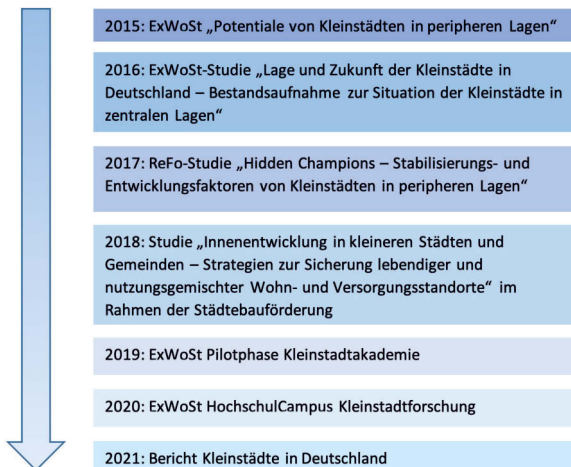 2015: ExWoSt „Potentiale von Kleinstädten in peripheren Lagen“
2016: ExWoSt-Studie „Lage und Zukunft der Kleinstädte in
Deutschland – Bestandsaufnahme zur Situation der Kleinstädte in
zentralen Lagen“
2017: ReFo-Studie „Hidden Champions – Stabilisierungs- und
Entwicklungsfaktoren von Kleinstädten in peripheren Lagen“
2018: Studie „Innenentwicklung in kleineren Städten und
Gemeinden – Strategien zur Sicherung lebendiger und
nutzungsgemischter Wohn- und Versorgungsstandorte“ im
Rahmen der Städtebauförderung
2019: ExWoSt Pilotphase Kleinstadtakademie
2020: ExWoSt HochschulCampus Kleinstadtforschung
2021: Bericht Kleinstädte in Deutschland